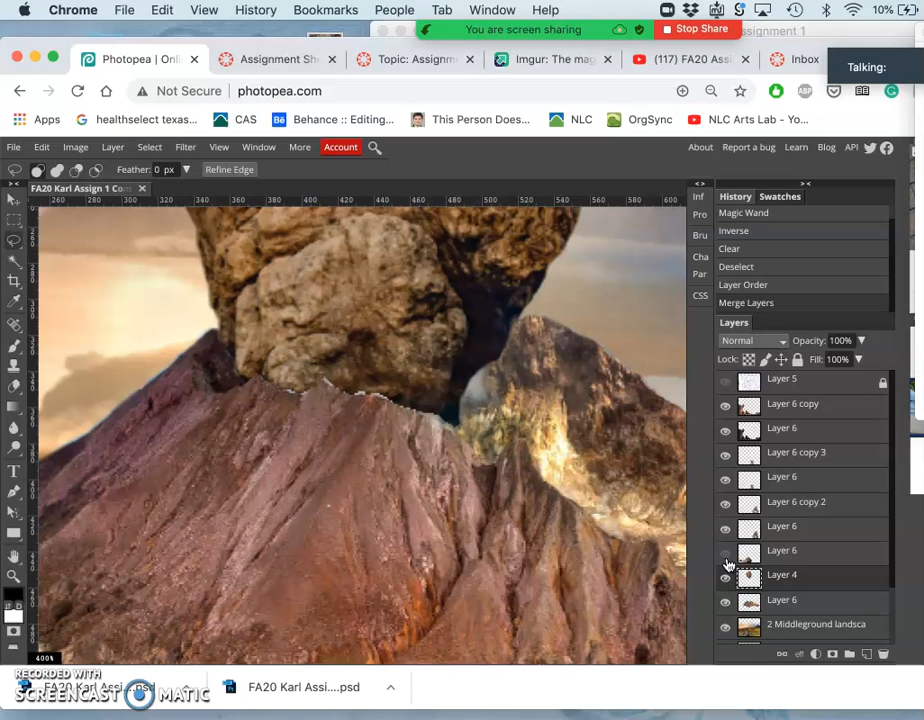 Chrome File Edit View History Bookmarks People Tab Window Help 10%
You are screen sharing Stop Share
Assignment 1
Photopea | Onli Assignment Sh Topic: Assignm Imgur: The mag (117) FA20 As Inbox
Talking:
Not Secure | photopea.com
Apps healthselect texas... CAS Behance :: Editing... This Person Does... NLC OrgSync NLC Arts Lab - Yo...
File Edit Image Layer Select Filter View Window More Account About Report a bug Learn Blog API
Feather: 0 px Refine Edge
FA20 Karl Assign 1 Com
260 280 300 320 340 360 380 400 420 440 460 480 500 520 540 560 580 600
Inf
Pro
Bru
Cha
Par
CSS
History Swatches
Magic Wand
Inverse
Clear
Deselect
Layer Order
Merge Layers
Layers
Normal Opacity: 100%
Lock: Fill: 100%
Layer 5
Layer 6 copy
Layer 6
Layer 6 copy 3
Layer 6
Layer 6 copy 2
Layer 6
Layer 6
Layer 4
Layer 6
2 Middleground landsca
400%
RECORDED WITH
SCREENCAST MATIC
FA20 Karl Assi....psd